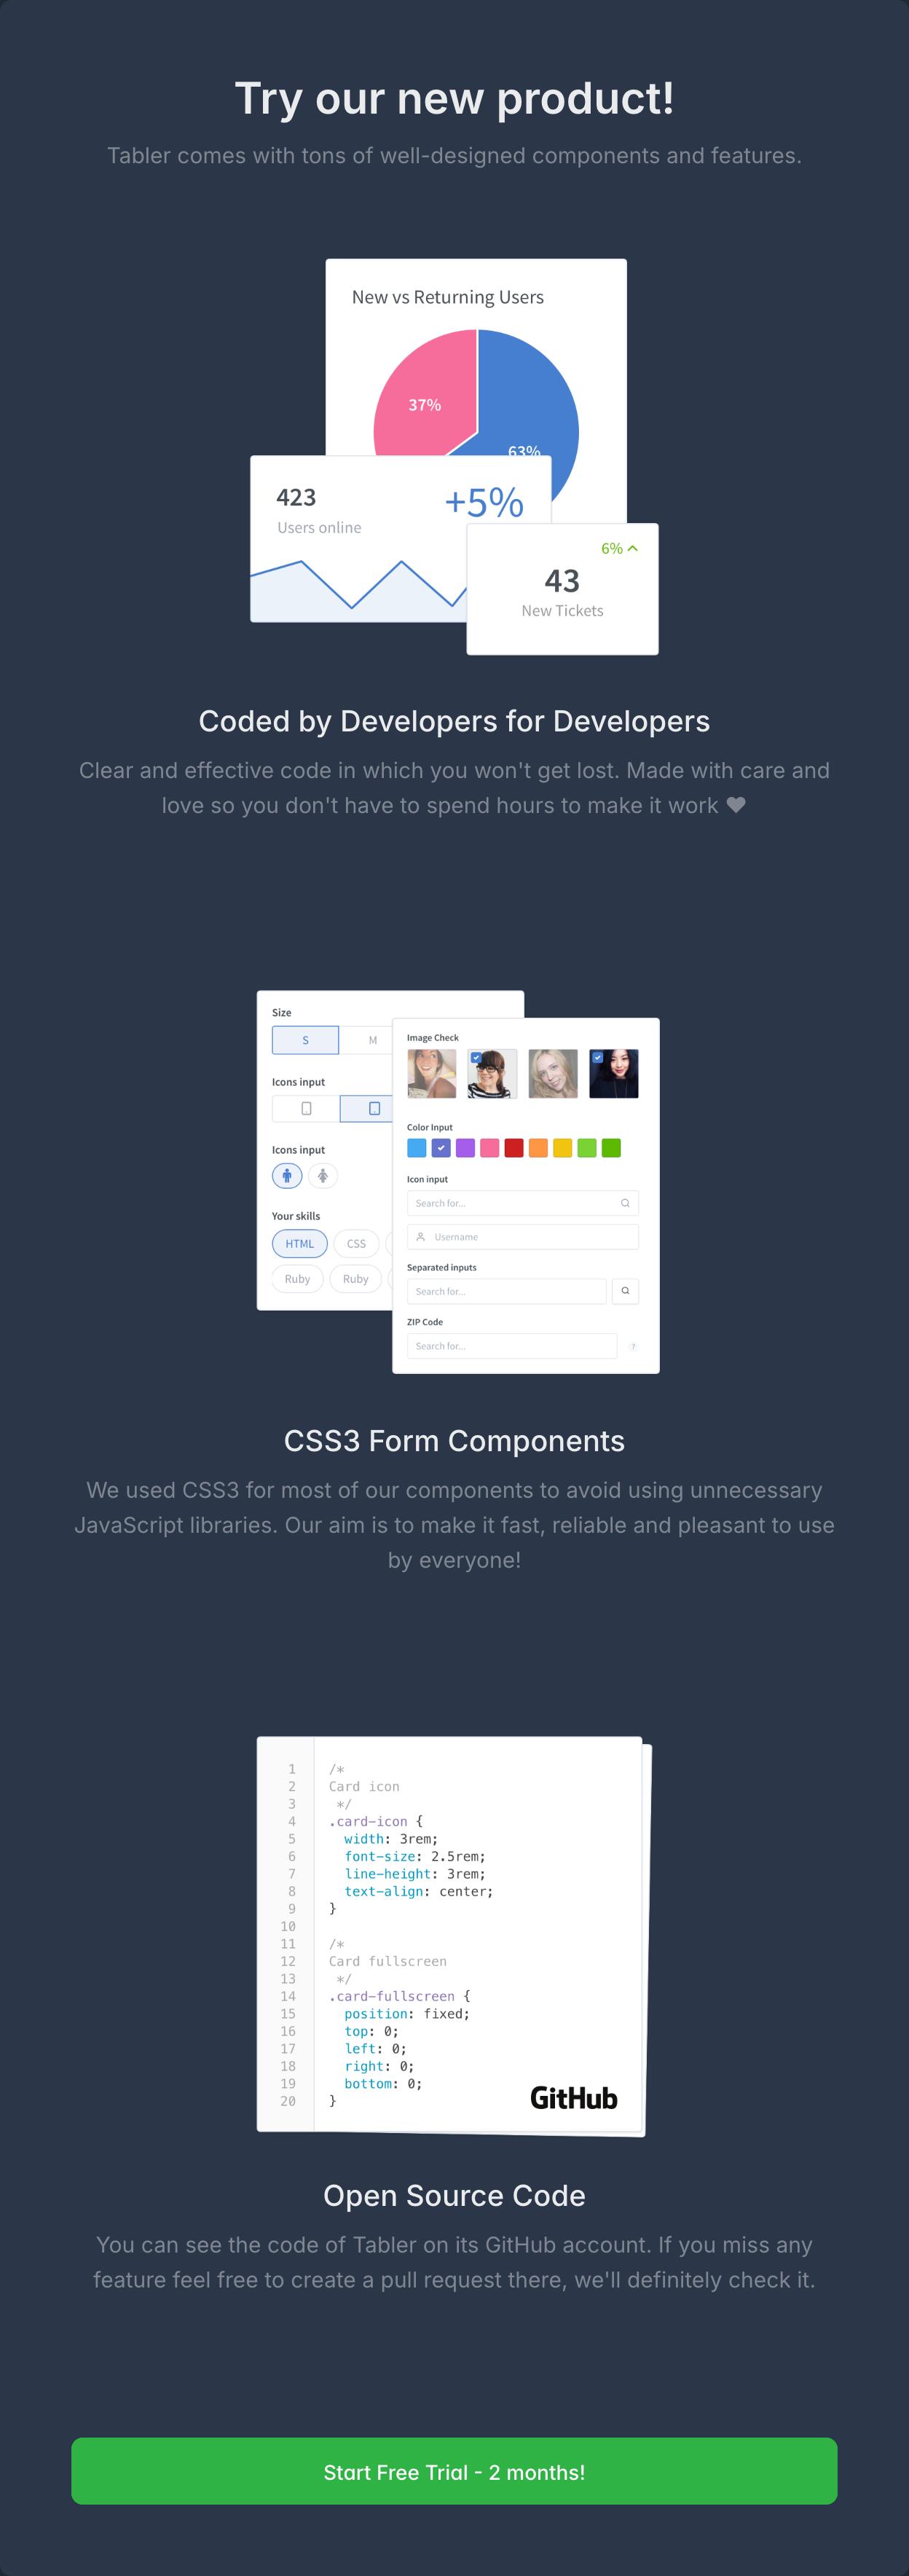 Try our new product!
Tabler comes with tons of well-designed components and features.
New vs Returning Users
37%
63%
423
+5%
Users online
6%
43
New Tickets
Coded by Developers for Developers
Clear and effective code in which you won't get lost. Made with care and
love so you don't have to spend hours to make it work ♥
Size
S M
Icons input
Icons input
Your skills
HTML CSS
Ruby Ruby
Image Check
Color Input
Icon input
Search for...
Username
Separated inputs
Search for...
ZIP Code
Search for...
?
CSS3 Form Components
We used CSS3 for most of our components to avoid using unnecessary
JavaScript libraries. Our aim is to make it fast, reliable and pleasant to use
by everyone!
1 /*
2 Card icon
3 */
4 .card-icon {
5 width: 3rem;
6 font-size: 2.5rem;
7 line-height: 3rem;
8 text-align: center;
9 }
10
11 /*
12 Card fullscreen
13 */
14 .card-fullscreen {
15 position: fixed;
16 top: 0;
17 left: 0;
18 right: 0;
19 bottom: 0;
20 }
GitHub
Open Source Code
You can see the code of Tabler on its GitHub account. If you miss any
feature feel free to create a pull request there, we'll definitely check it.
Start Free Trial - 2 months!